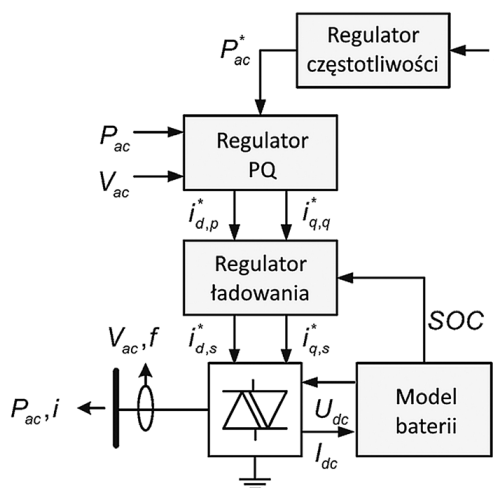 Regulator
częstotliwości
P*ac
Pac
Vac
Regulator
PQ
i*d,p
i*q,q
Regulator
ładowania
SOC
i*d,s
i*q,s
Vac,f
Pac,i
Udc
Idc
Model
baterii